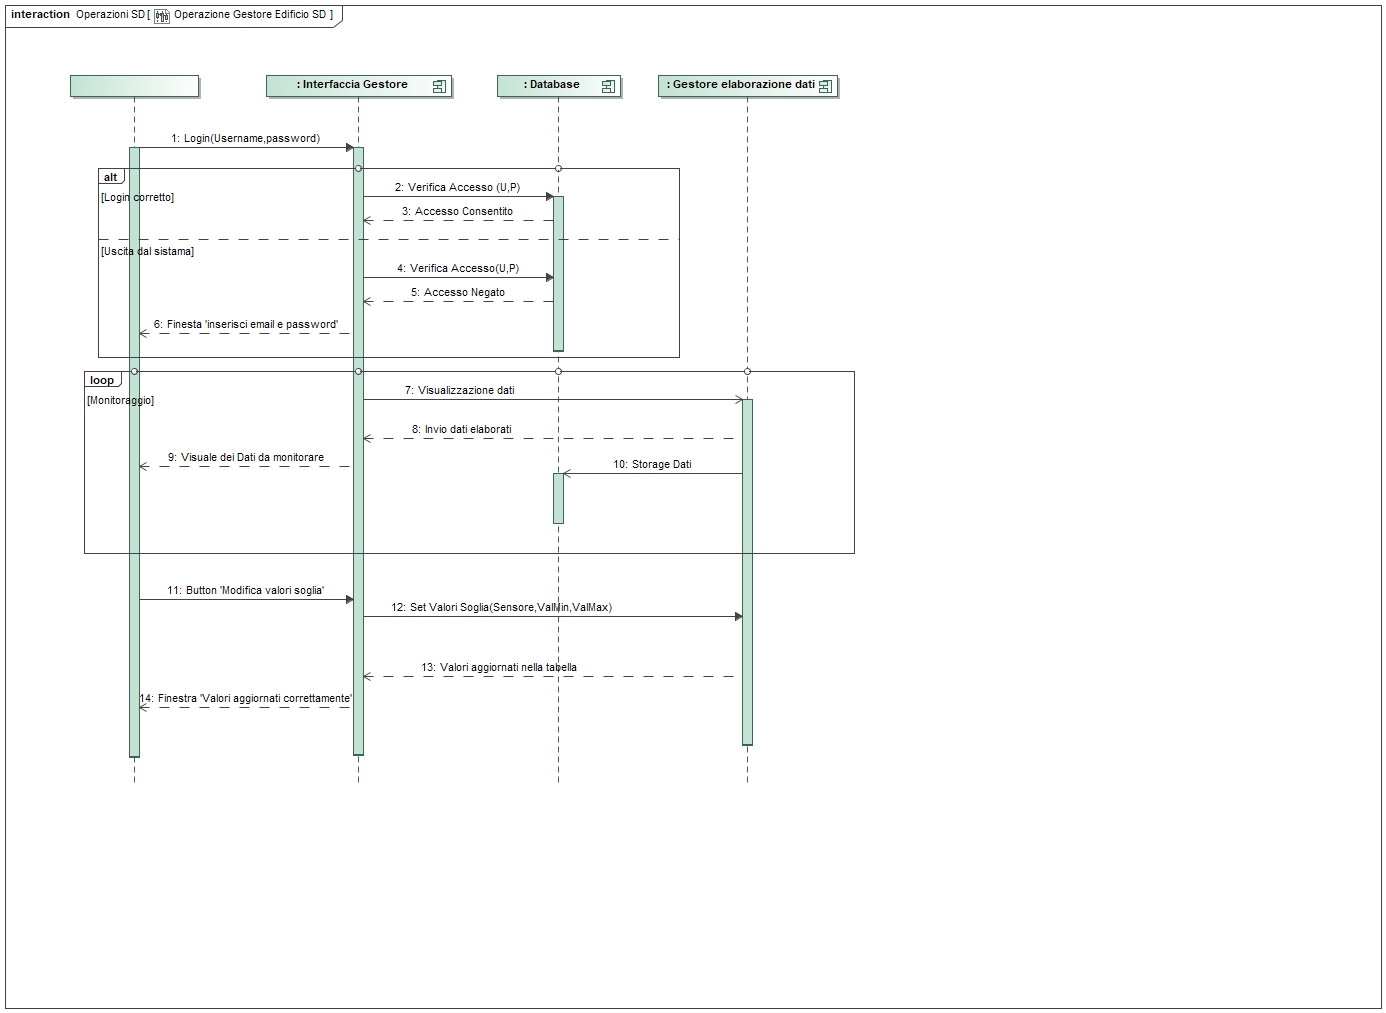 interaction Operazioni SD[ Operazione Gestore Edificio SD ]
: Interfaccia Gestore
: Database
: Gestore elaborazione dati
1: Login(Username,password)
alt
2: Verifica Accesso (U,P)
[Login corretto]
3: Accesso Consentito
[Uscita dal sistama]
4: Verifica Accesso(U,P)
5: Accesso Negato
6: Finesta 'inserisci email e password'
loop
7: Visualizzazione dati
[Monitoraggio]
8: Invio dati elaborati
9: Visuale dei Dati da monitorare
10: Storage Dati
11: Button 'Modifica valori soglia'
12: Set Valori Soglia(Sensore,ValMin,ValMax)
13: Valori aggiornati nella tabella
14: Finestra 'Valori aggiornati correttamente'